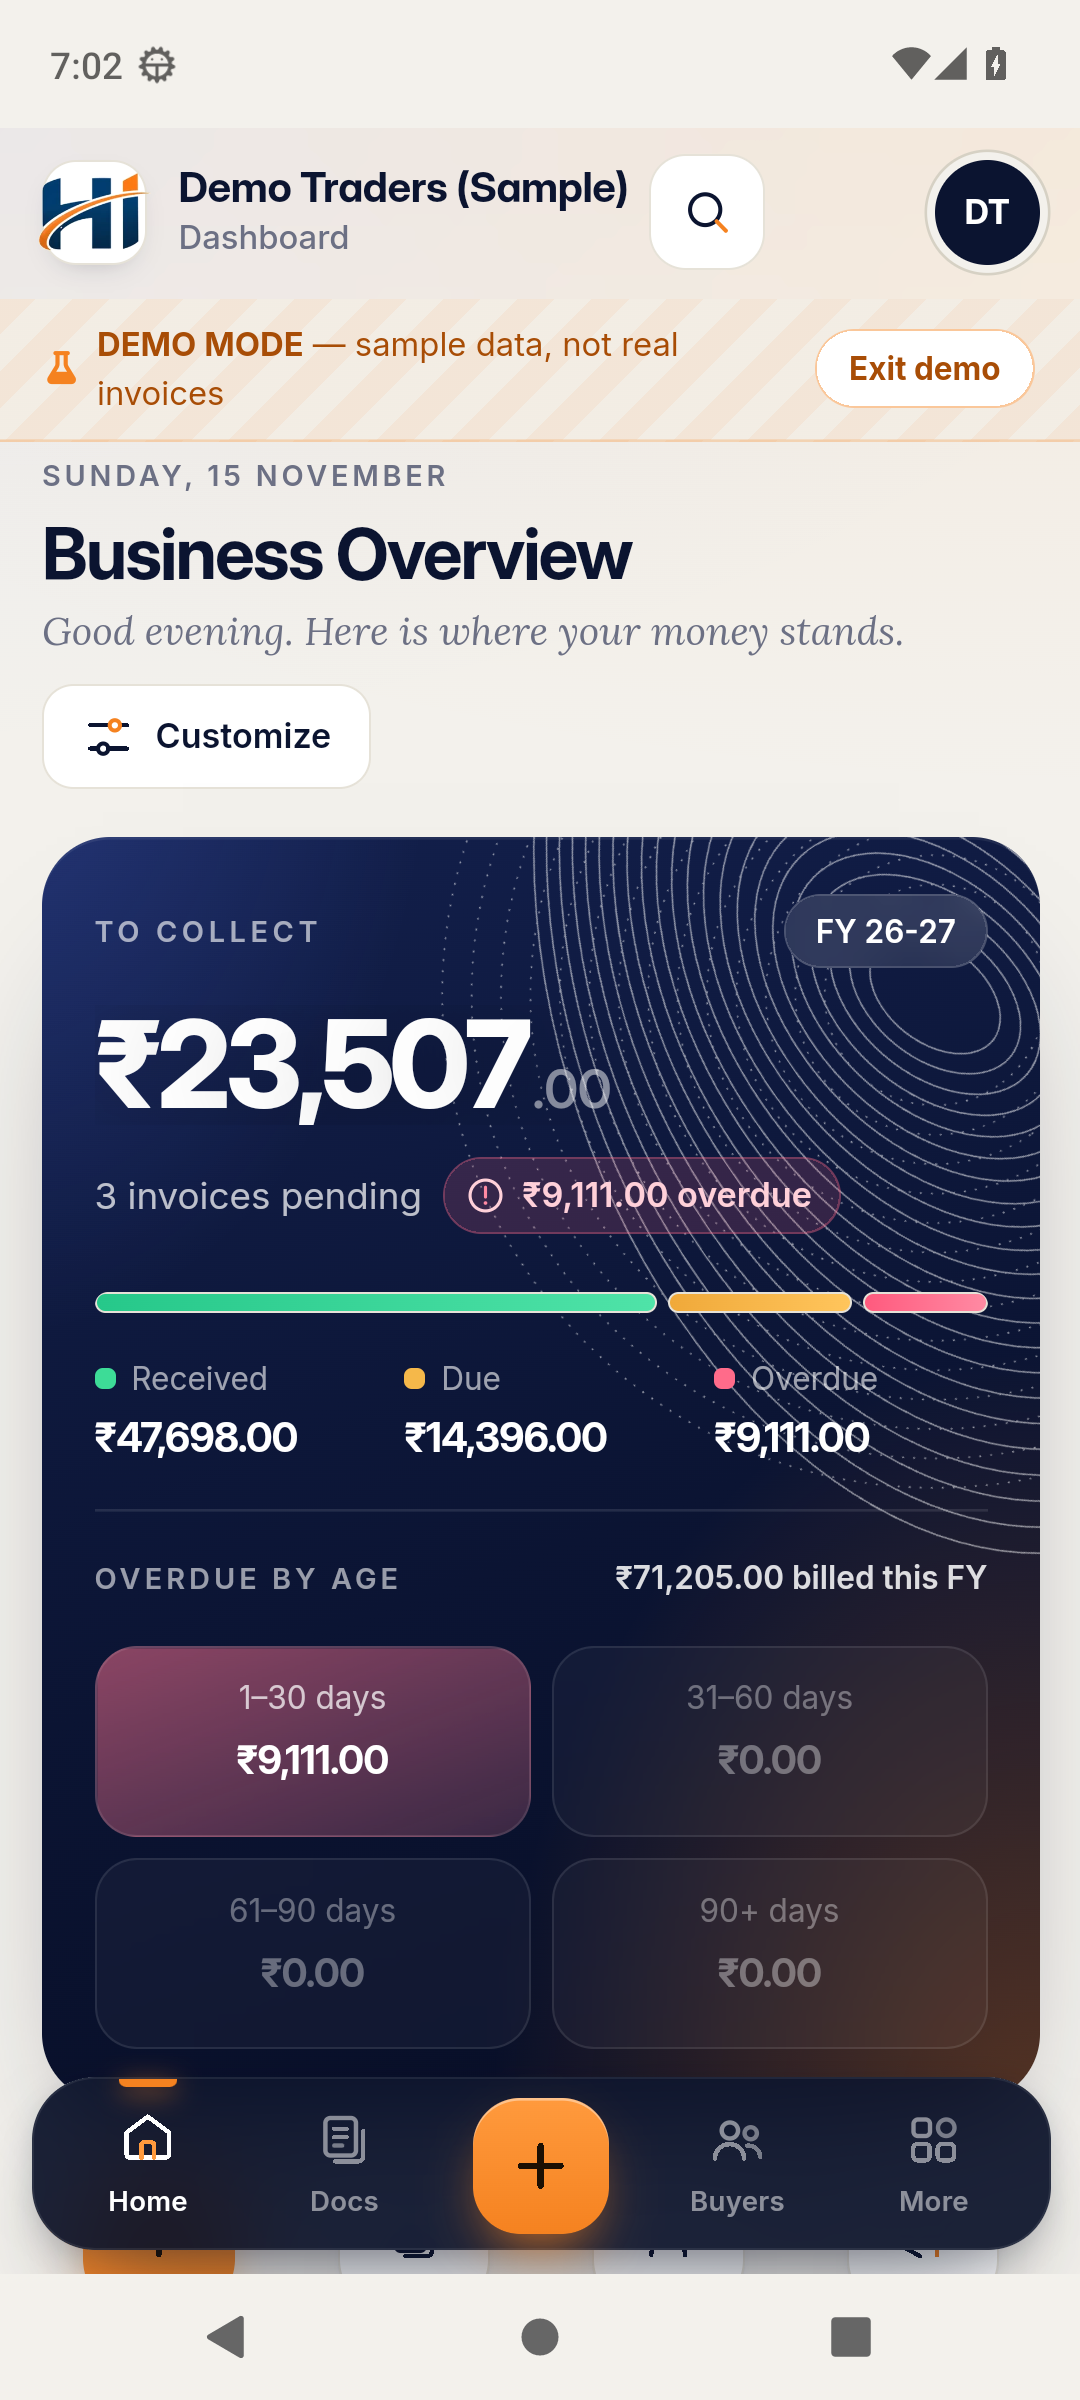 7:02
Hi
Demo Traders (Sample)
Dashboard
DT
DEMO MODE — sample data, not real
invoices
Exit demo
SUNDAY, 15 NOVEMBER
Business Overview
Good evening. Here is where your money stands.
Customize
TO COLLECT
FY 26-27
₹23,507.00
3 invoices pending
₹9,111.00 overdue
Received
Due
Overdue
₹47,698.00
₹14,396.00
₹9,111.00
OVERDUE BY AGE
₹71,205.00 billed this FY
1–30 days
₹9,111.00
31–60 days
₹0.00
61–90 days
₹0.00
90+ days
₹0.00
Home
Docs
Buyers
More